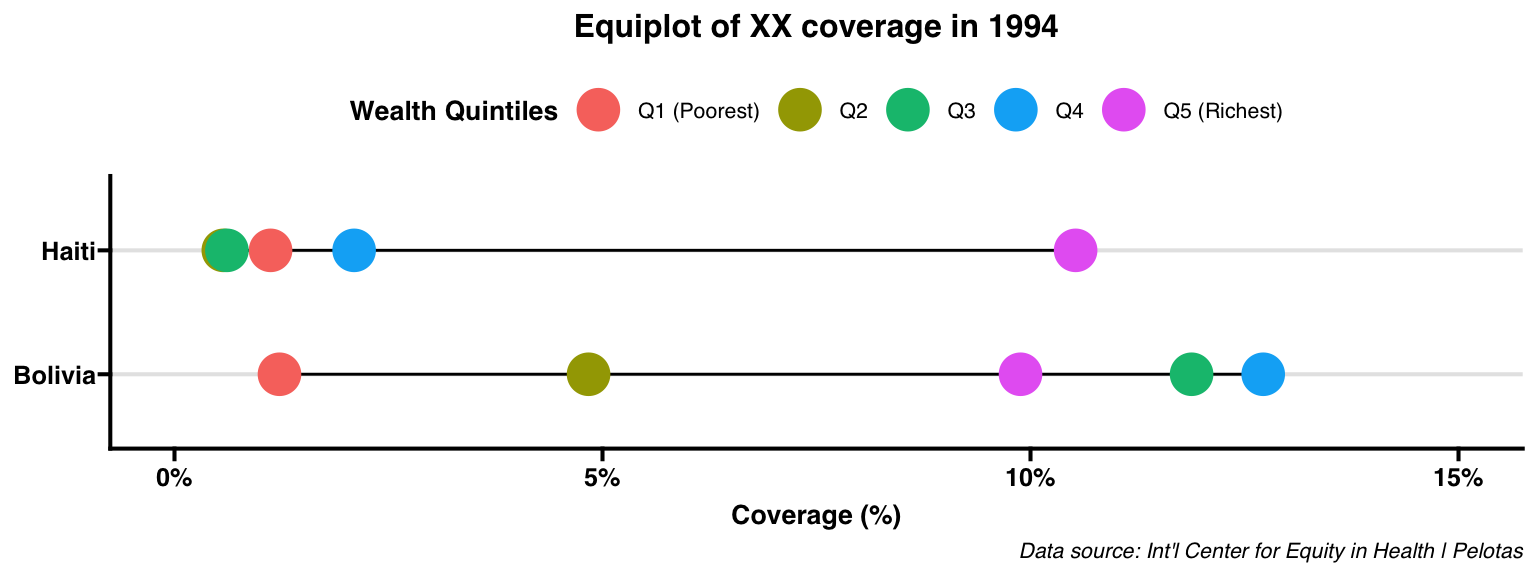 Equiplot of XX coverage in 1994
Wealth Quintiles Q1 (Poorest) Q2 Q3 Q4 Q5 (Richest)
Haiti
Bolivia
0% 5% 10% 15%
Coverage (%)
Data source: Int'l Center for Equity in Health | Pelotas